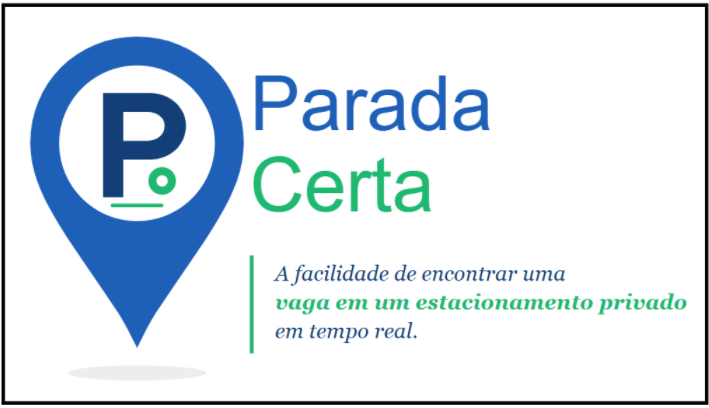 P
Parada
Certa
A facilidade de encontrar uma
vaga em um estacionamento privado
em tempo real.